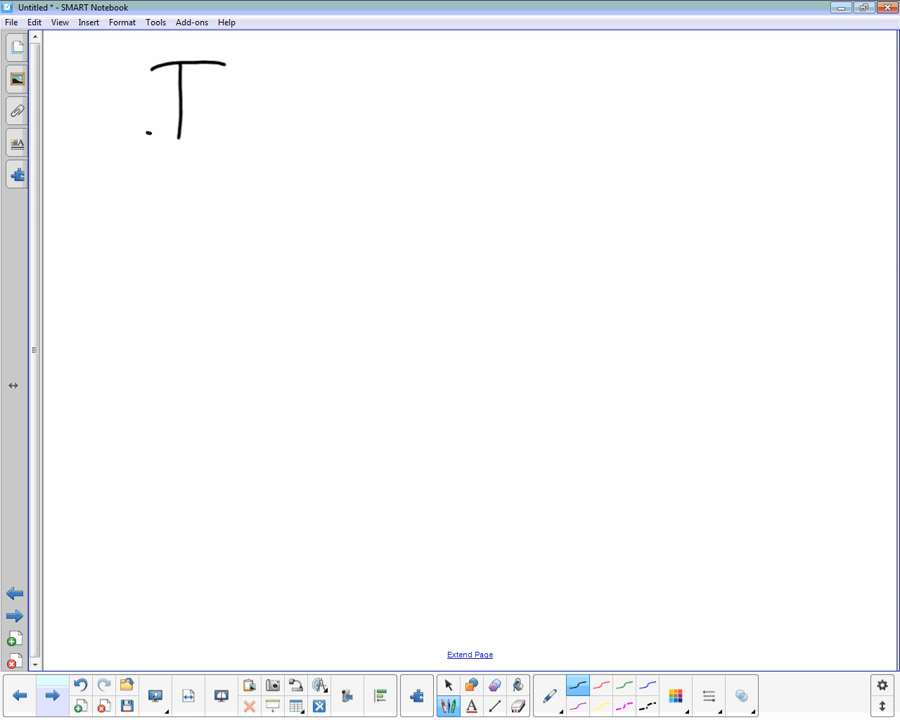 Untitled * - SMART Notebook
File Edit View Insert Format Tools Add-ons Help
.T
Extend Page